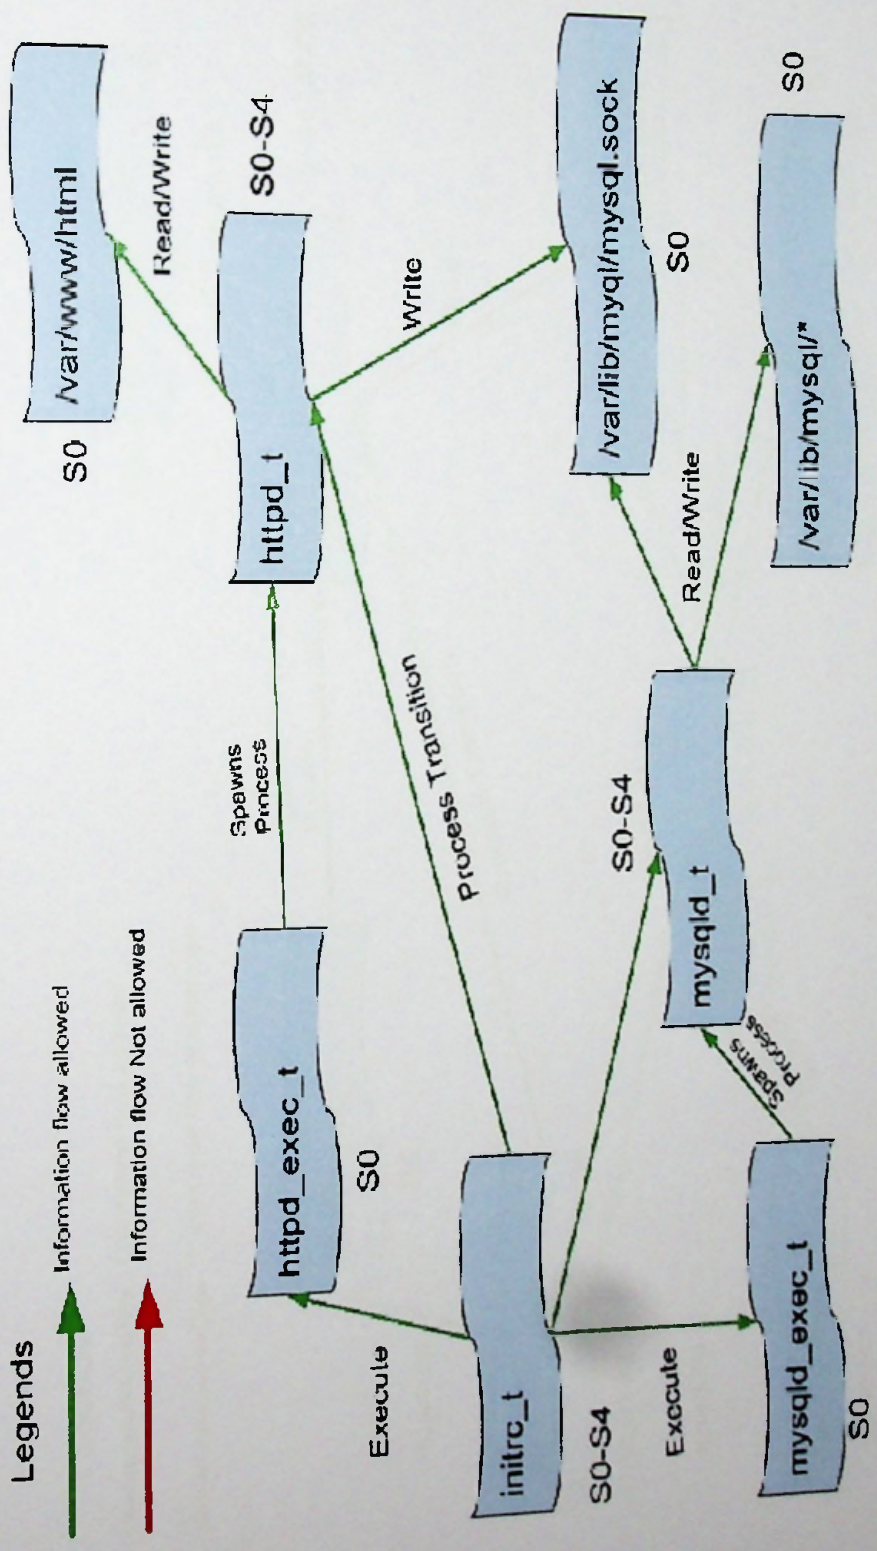 Legends
Information flow allowed
Information flow Not allowed
Execute
httpd_exec_t
S0
Spawns
Process
httpd_t
S0-S4
Read/Write
/var/www/html
S0
initrc_t
S0-S4
Process Transition
Write
/var/lib/myql/mysql.sock
S0
Execute
mysqld_exec_t
S0
Spawns
Process
mysqld_t
S0-S4
Read/Write
/var/lib/mysql/*
S0